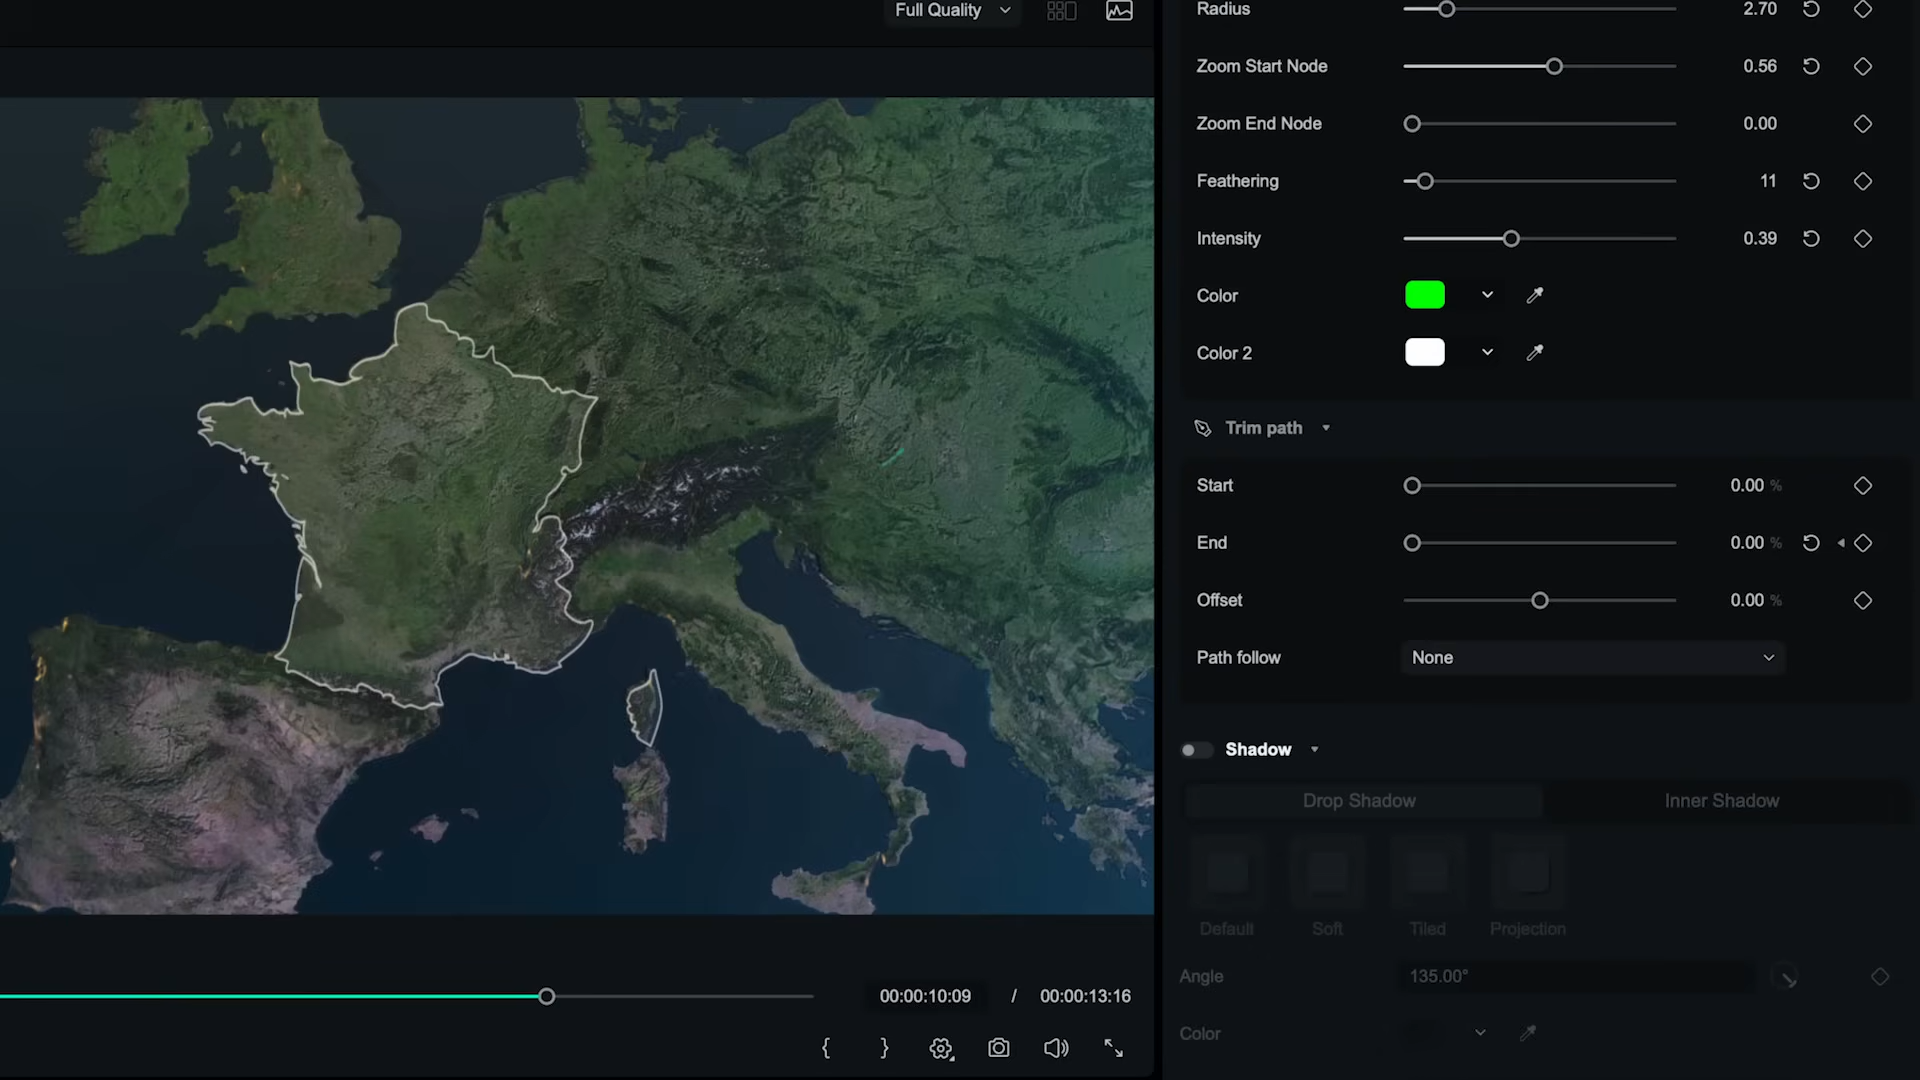 Full Quality
Radius 2.70
Zoom Start Node 0.56
Zoom End Node 0.00
Feathering 11
Intensity 0.39
Color
Color 2
Trim path
Start 0.00 %
End 0.00 %
Offset 0.00 %
Path follow None
Shadow
Drop Shadow Inner Shadow
Default Soft Tiled Projection
Angle 135.00°
Color
00:00:10:09 / 00:00:13:16
{ }